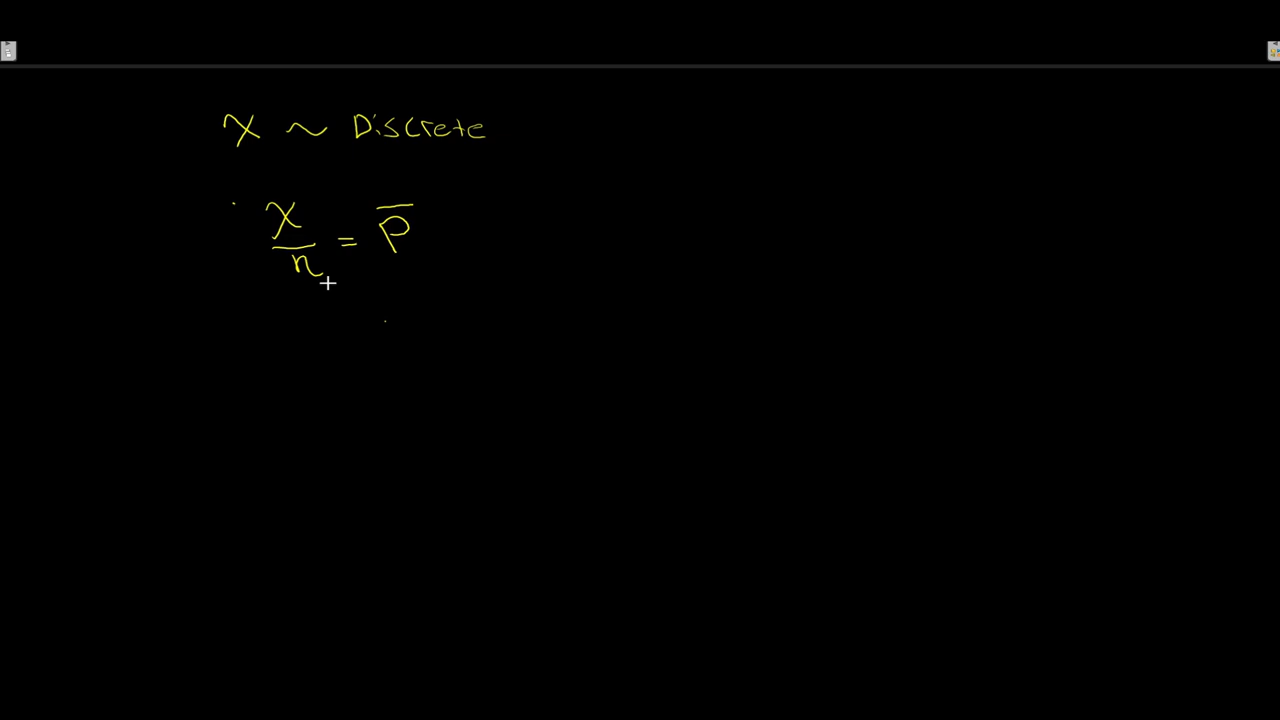 x ~ Discrete
x/n = P̅